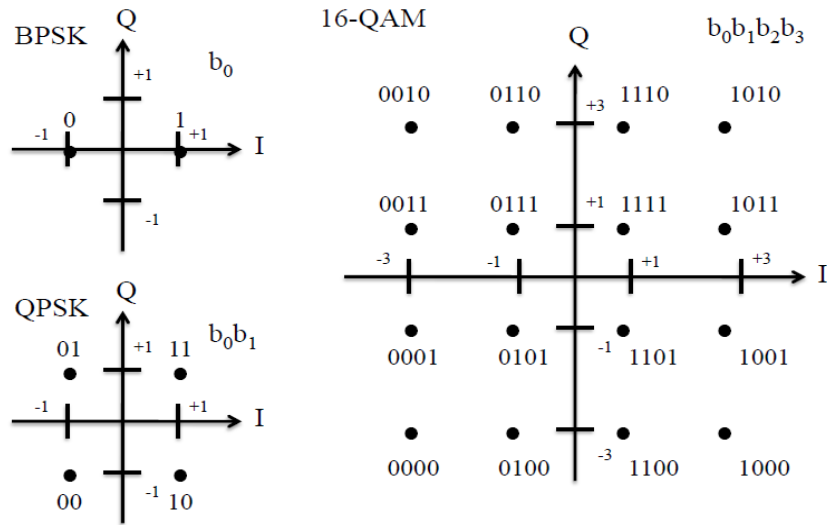 BPSK
Q
b₀
+1
0
1
-1
+1
I
-1
QPSK
Q
b₀b₁
01
11
+1
-1
+1
I
00
-1
10
16-QAM
Q
b₀b₁b₂b₃
0010 0110 1110 1010
+3
0011 0111 +1 1111 1011
-3 -1 +1 +3
I
0001 0101 -1 1101 1001
-3
0000 0100 1100 1000